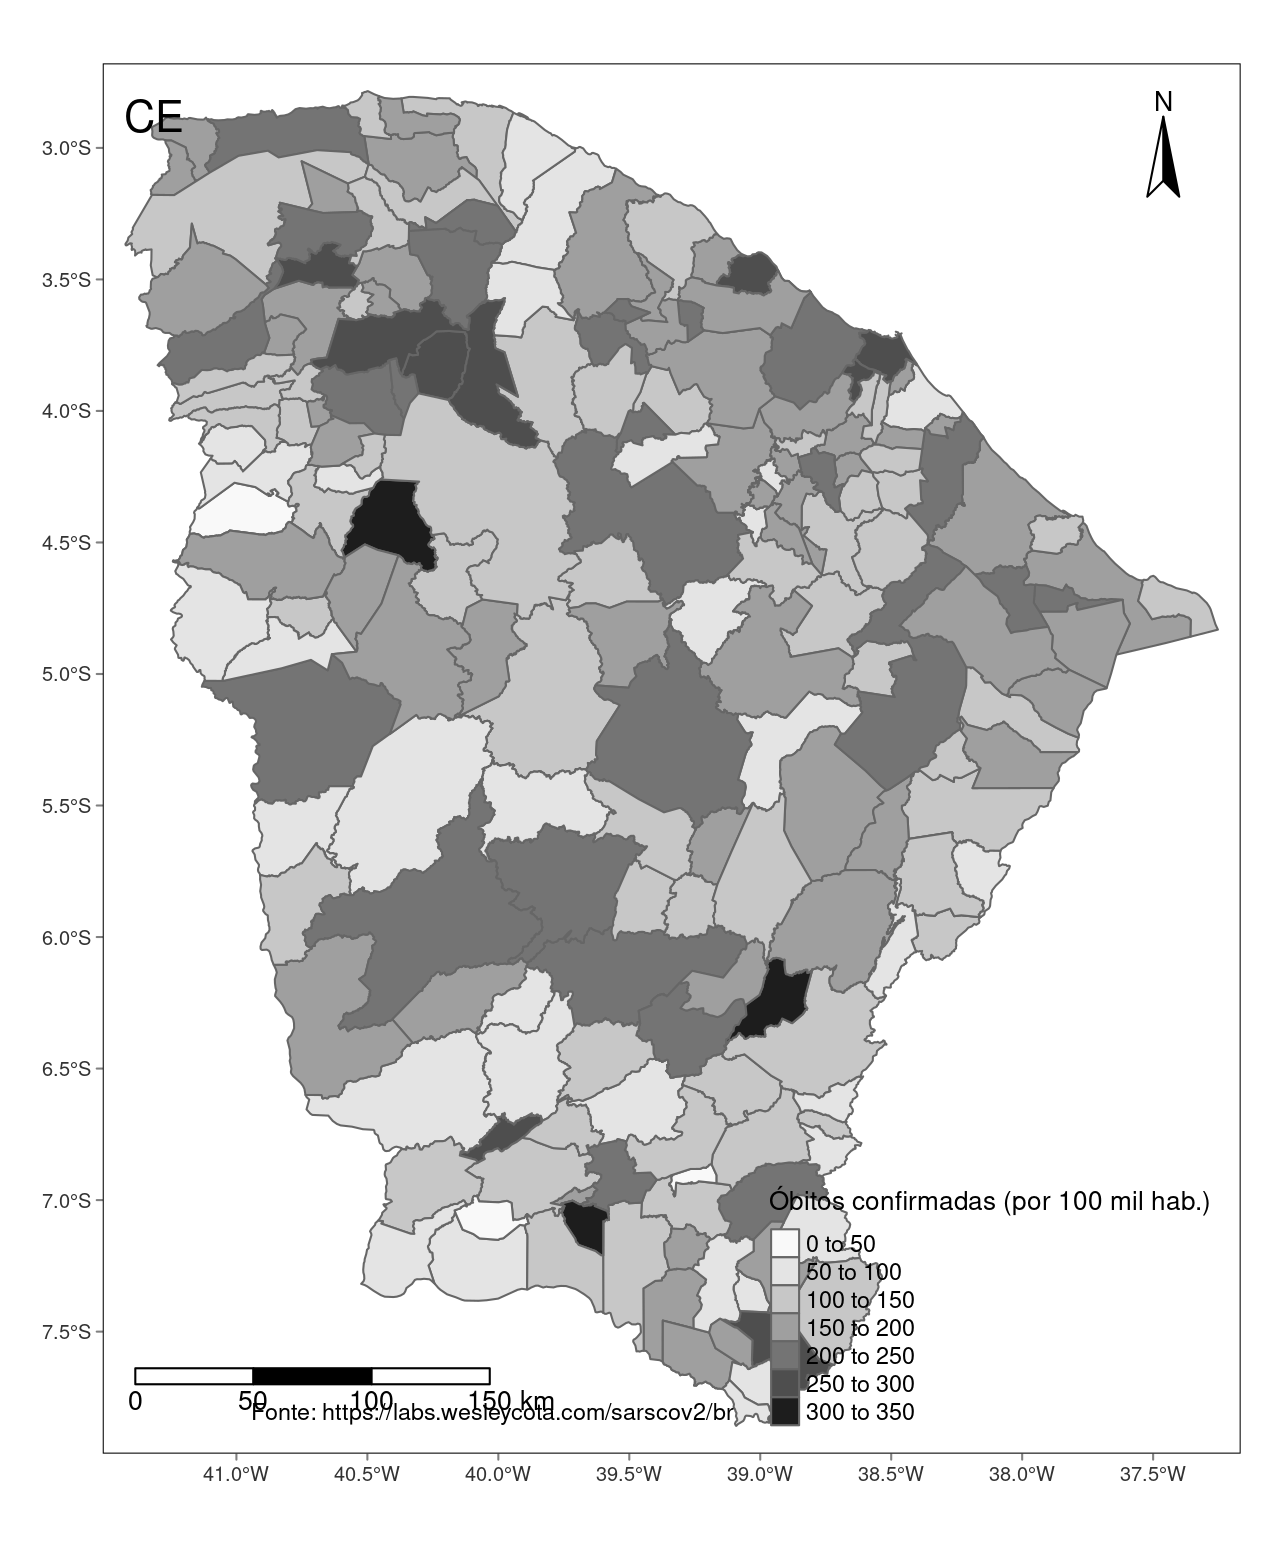 CE
N
3.0°S
3.5°S
4.0°S
4.5°S
5.0°S
5.5°S
6.0°S
6.5°S
7.0°S
7.5°S
Óbitos confirmadas (por 100 mil hab.)
0 to 50
50 to 100
100 to 150
150 to 200
200 to 250
250 to 300
300 to 350
0 50 100 150 km
Fonte: https://labs.wesleycota.com/sarscov2/br
41.0°W 40.5°W 40.0°W 39.5°W 39.0°W 38.5°W 38.0°W 37.5°W